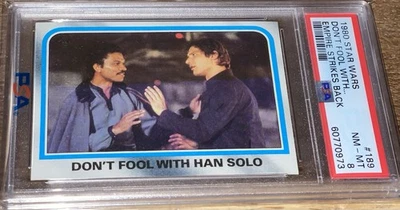 DON'T FOOL WITH HAN SOLO
1980 STAR WARS
DON'T FOOL WITH...
EMPIRE STRIKES BACK
PSA
#189
NM - MT
8
60770973
PSA